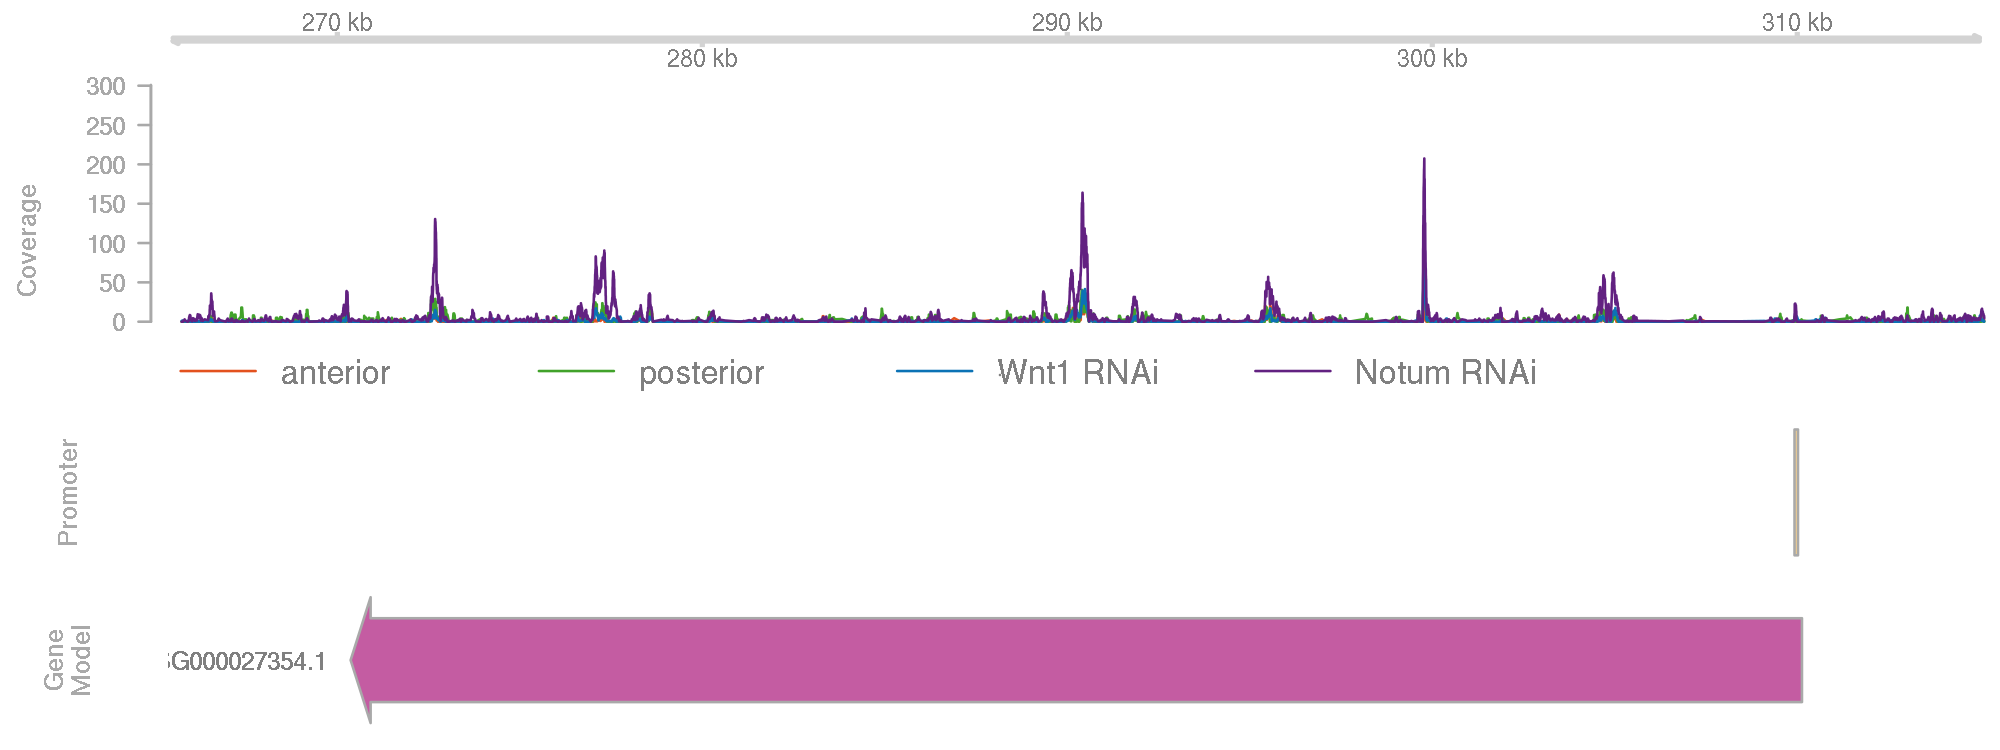 270 kb 290 kb 310 kb
280 kb 300 kb
300
250
200
150
100
50
0
Coverage
anterior posterior Wnt1 RNAi Notum RNAi
Promoter
Gene
Model
G000027354.1